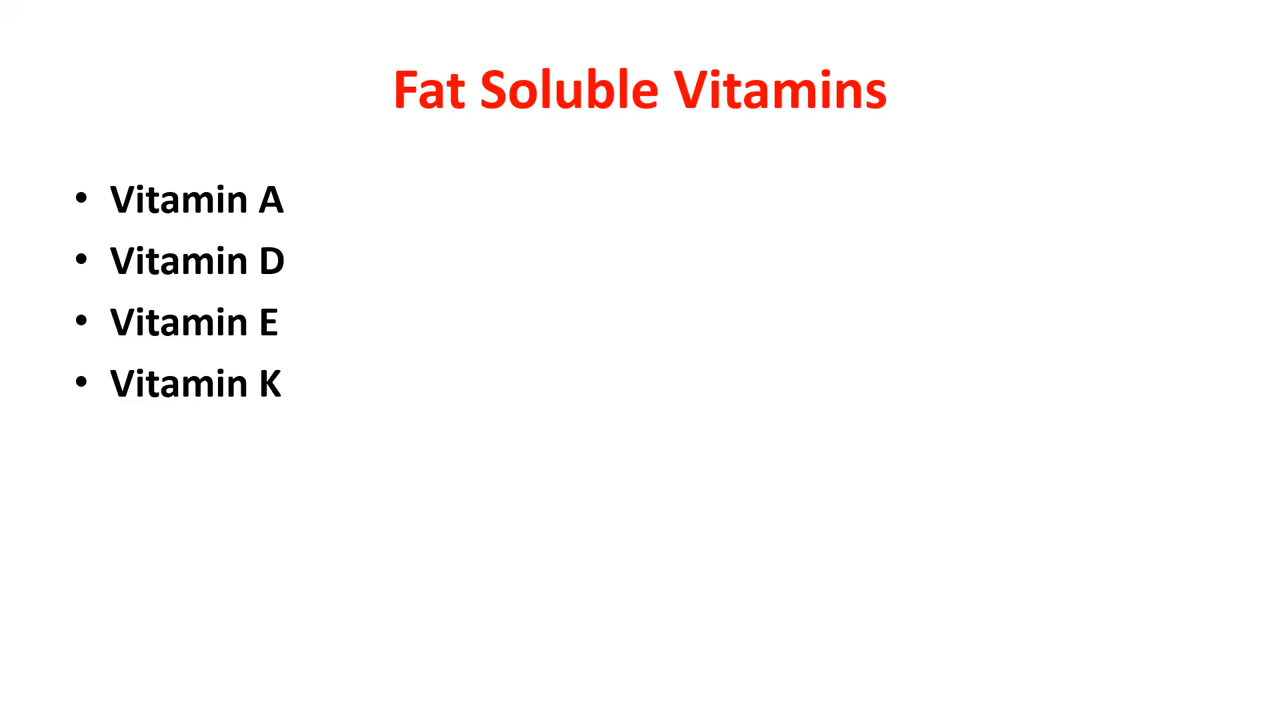 Fat Soluble Vitamins
• Vitamin A
• Vitamin D
• Vitamin E
• Vitamin K